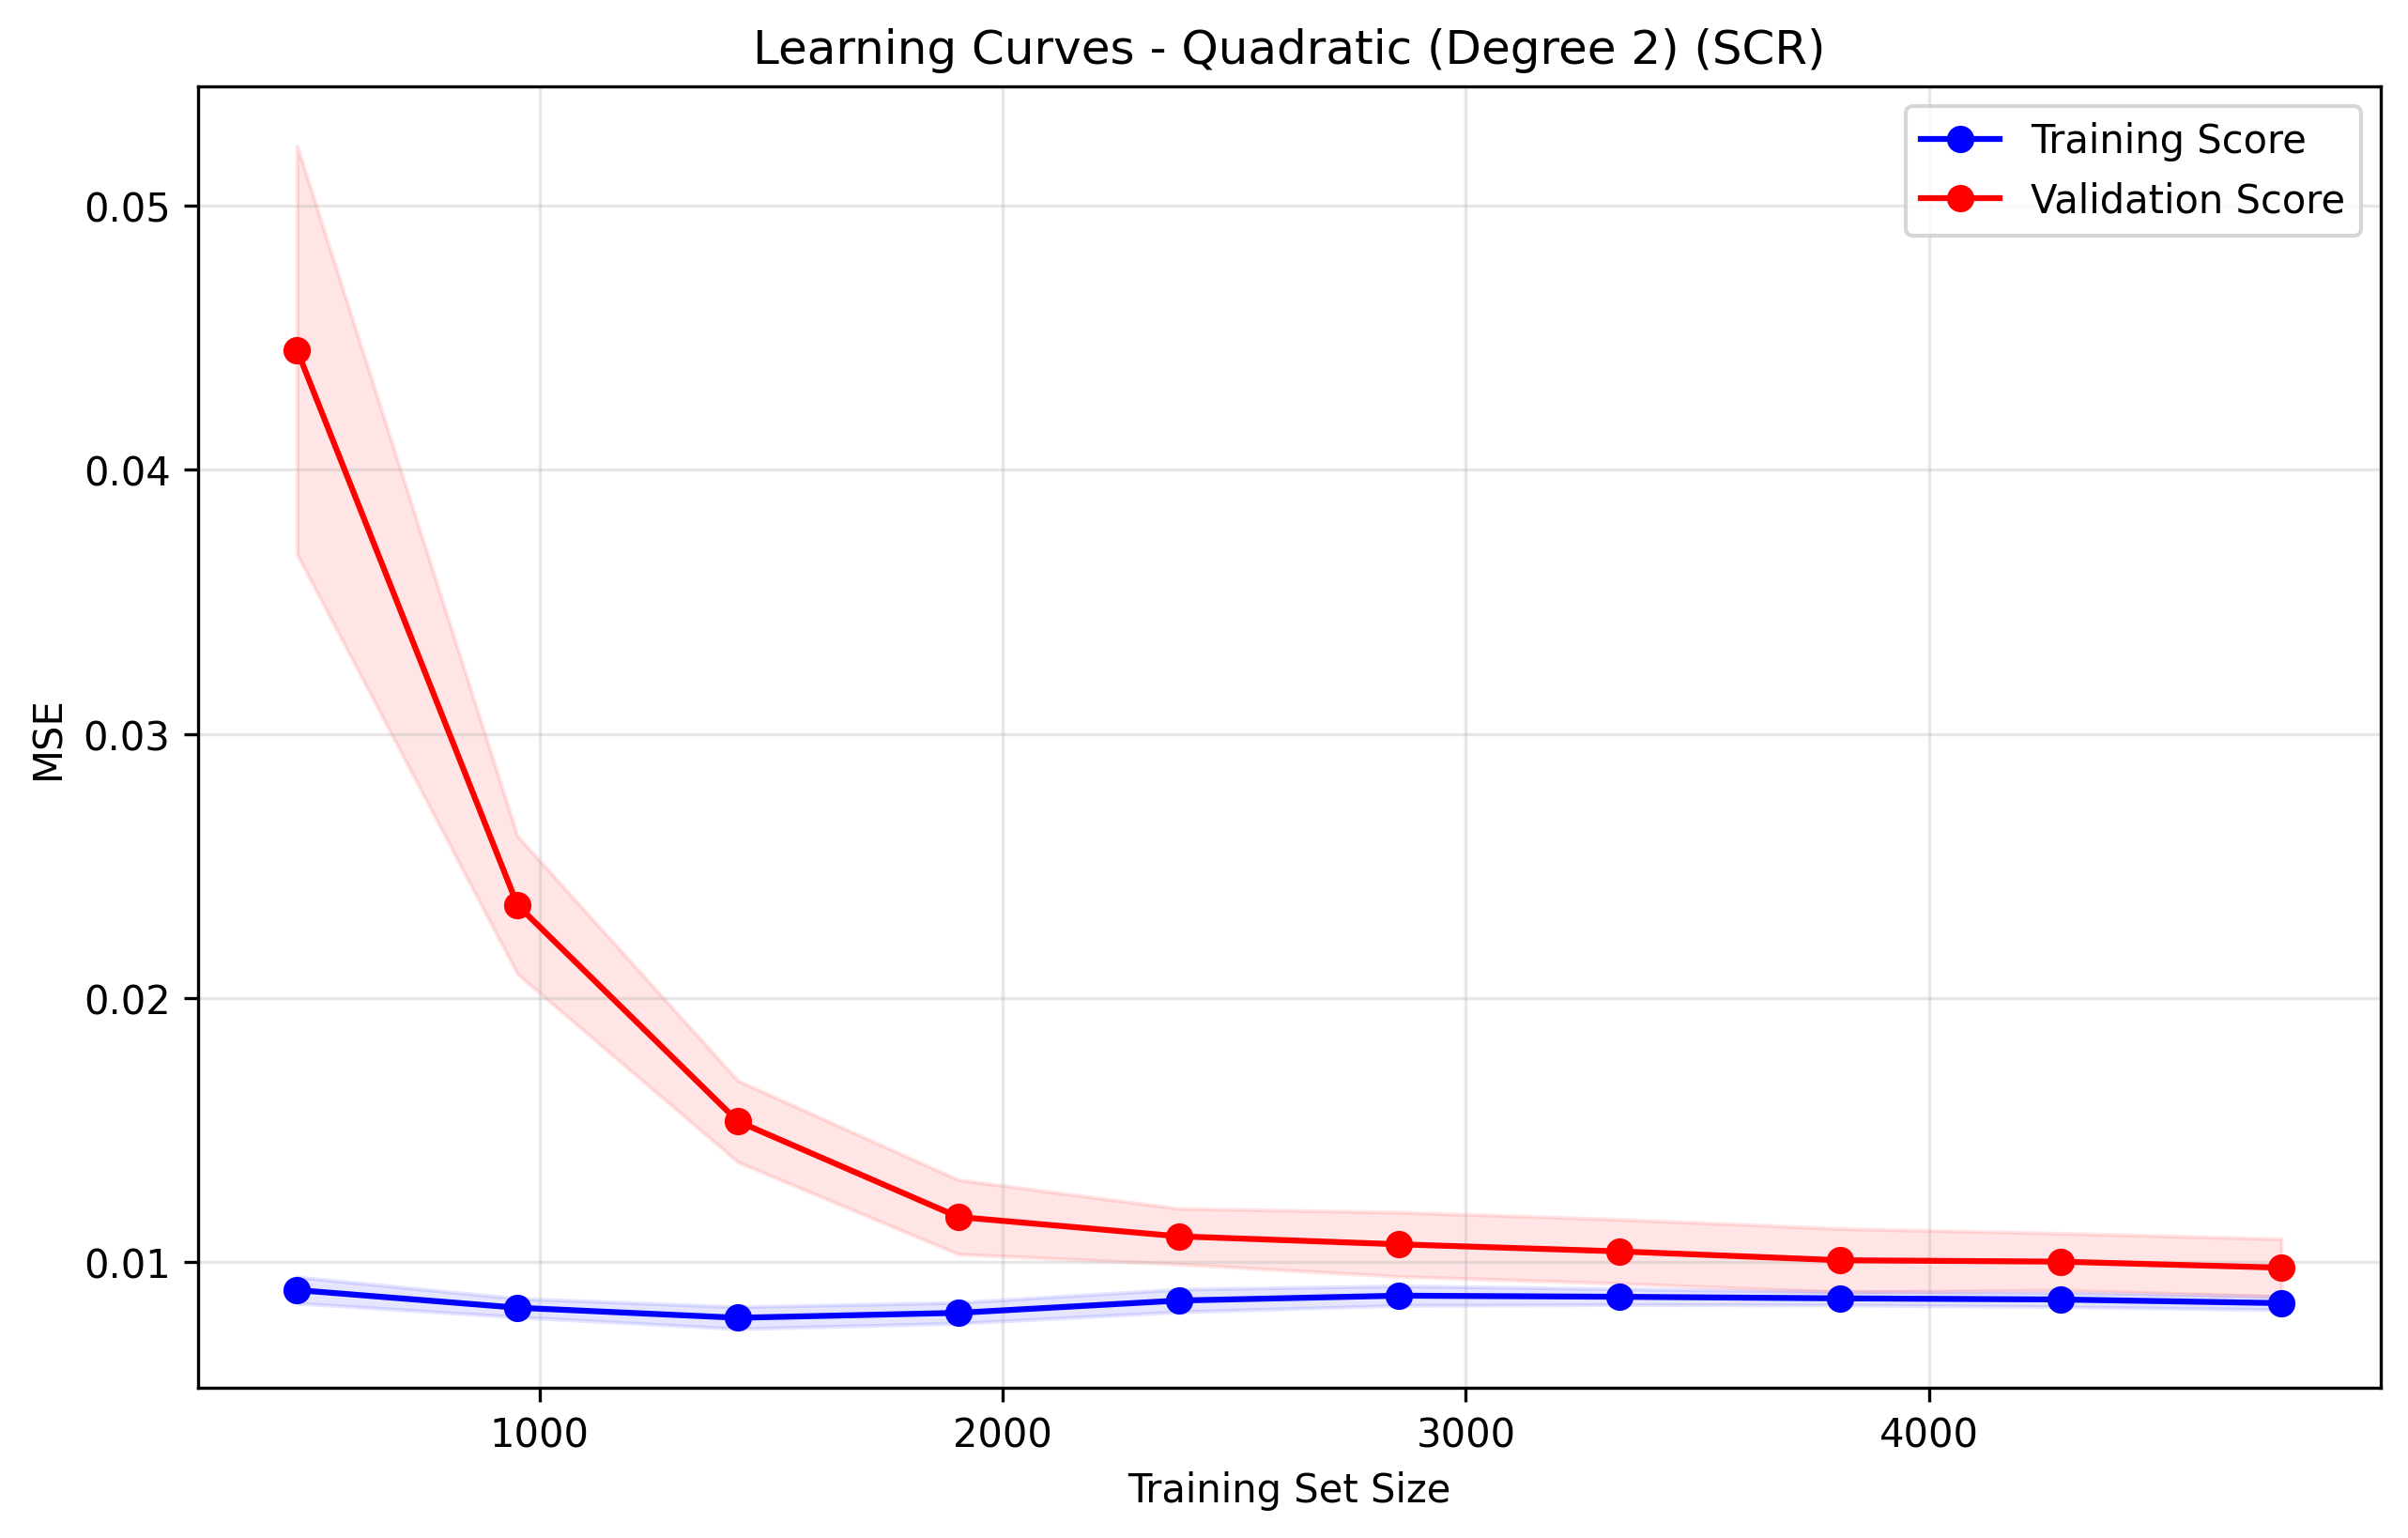 Learning Curves - Quadratic (Degree 2) (SCR)
Training Score
Validation Score
0.05
0.04
0.03
0.02
0.01
MSE
1000
2000
3000
4000
Training Set Size